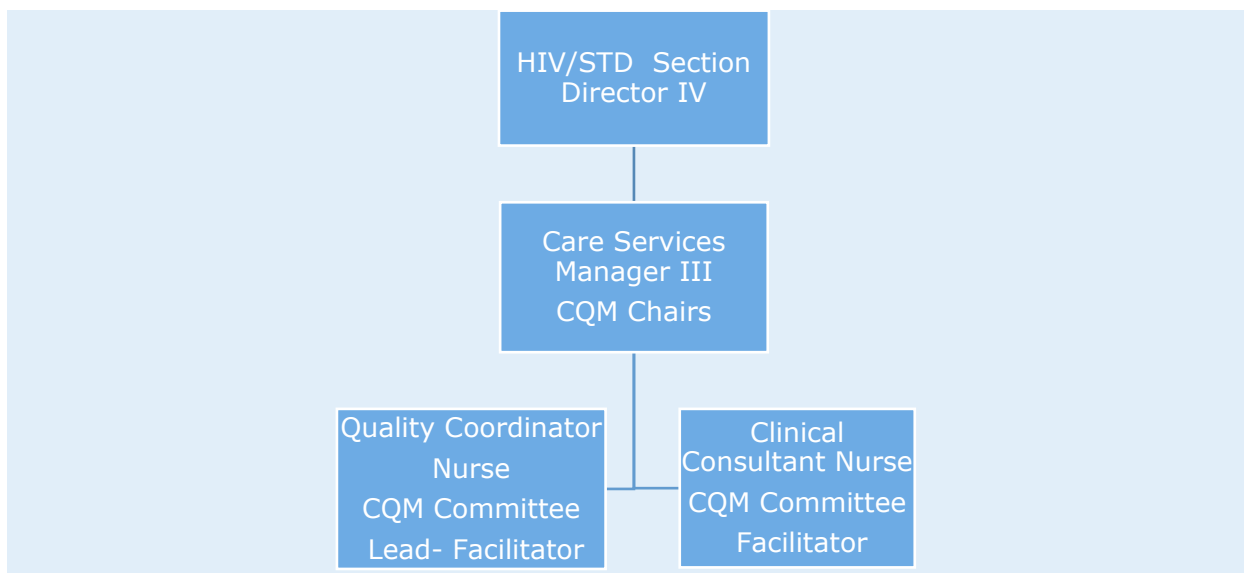 HIV/STD Section
Director IV
Care Services
Manager III
CQM Chairs
Quality Coordinator
Nurse
CQM Committee
Lead- Facilitator
Clinical
Consultant Nurse
CQM Committee
Facilitator